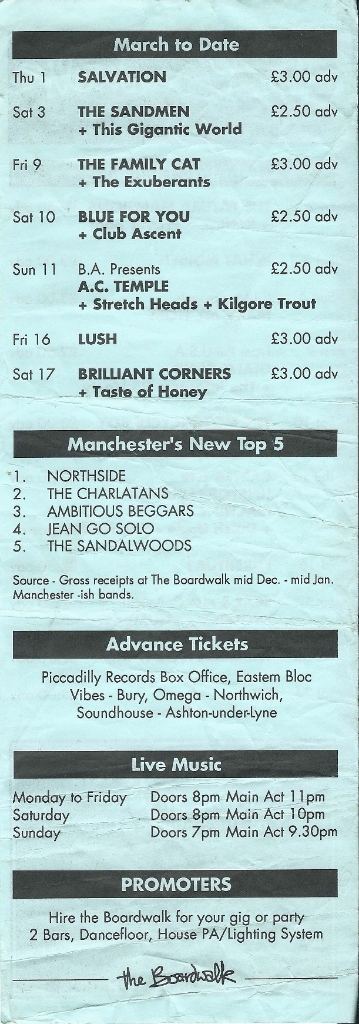 March to Date
Thu 1 SALVATION £3.00 adv
Sat 3 THE SANDMEN £2.50 adv
+ This Gigantic World
Fri 9 THE FAMILY CAT £3.00 adv
+ The Exuberants
Sat 10 BLUE FOR YOU £2.50 adv
+ Club Ascent
Sun 11 B.A. Presents £2.50 adv
A.C. TEMPLE
+ Stretch Heads + Kilgore Trout
Fri 16 LUSH £3.00 adv
Sat 17 BRILLIANT CORNERS £3.00 adv
+ Taste of Honey
Manchester's New Top 5
1. NORTHSIDE
2. THE CHARLATANS
3. AMBITIOUS BEGGARS
4. JEAN GO SOLO
5. THE SANDALWOODS
Source - Gross receipts at The Boardwalk mid Dec. - mid Jan.
Manchester -ish bands.
Advance Tickets
Piccadilly Records Box Office, Eastern Bloc
Vibes - Bury, Omega - Northwich,
Soundhouse - Ashton-under-Lyne
Live Music
Monday to Friday Doors 8pm Main Act 11pm
Saturday Doors 8pm Main Act 10pm
Sunday Doors 7pm Main Act 9.30pm
PROMOTERS
Hire the Boardwalk for your gig or party
2 Bars, Dancefloor, House PA/Lighting System
the Boardwalk